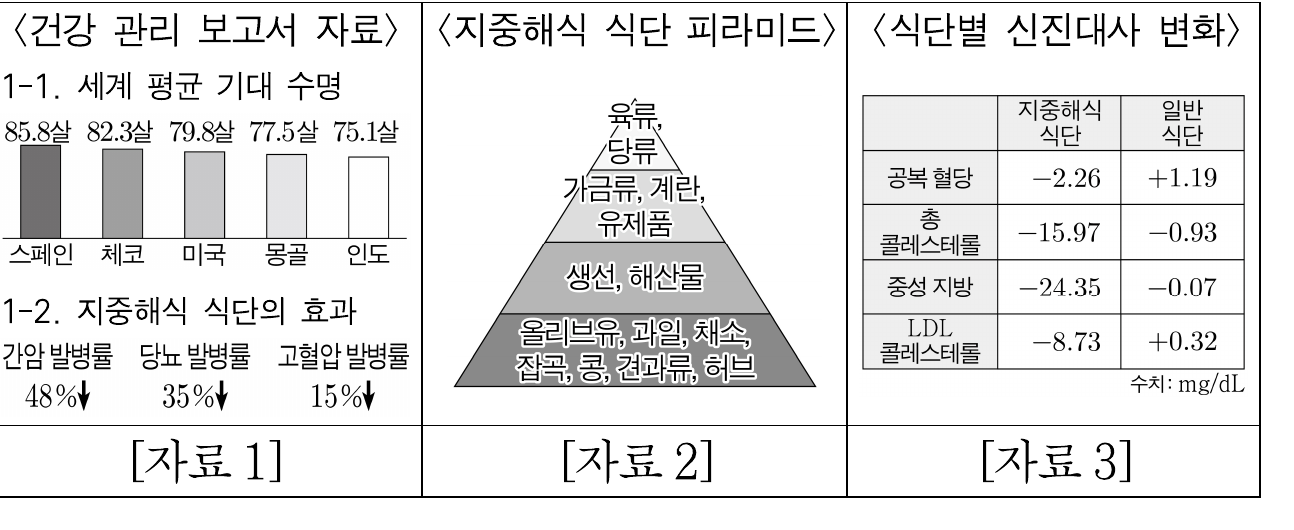 〈건강 관리 보고서 자료〉
1-1. 세계 평균 기대 수명
85.8살 82.3살 79.8살 77.5살 75.1살
스페인 체코 미국 몽골 인도
1-2. 지중해식 식단의 효과
간암 발병률 당뇨 발병률 고혈압 발병률
48%⬇ 35%⬇ 15%⬇
[자료 1]
〈지중해식 식단 피라미드〉
육류,
당류
가금류, 계란,
유제품
생선, 해산물
올리브유, 과일, 채소,
잡곡, 콩, 견과류, 허브
[자료 2]
〈식단별 신진대사 변화〉
지중해식 일반
식단 식단
공복 혈당 -2.26 +1.19
총
콜레스테롤 -15.97 -0.93
중성 지방 -24.35 -0.07
LDL
콜레스테롤 -8.73 +0.32
수치: mg/dL
[자료 3]